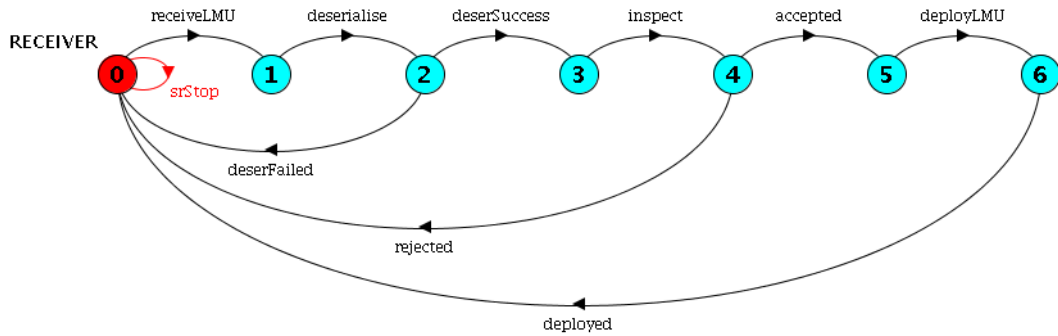 receiveLMU
deserialise
deserSuccess
inspect
accepted
deployLMU
RECEIVER
0
1
2
3
4
5
6
srStop
deserFailed
rejected
deployed